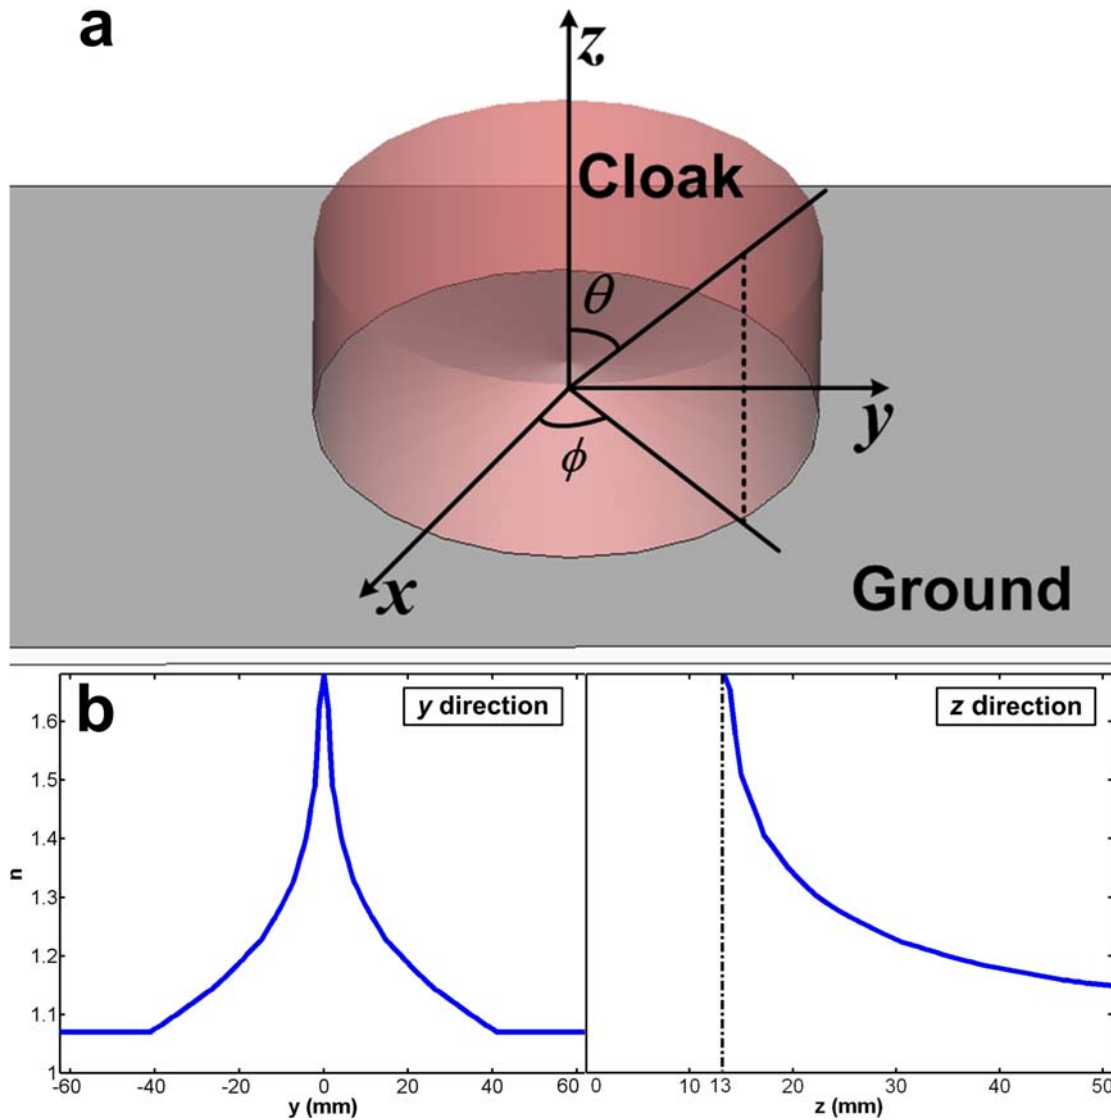 a
z
Cloak
θ
y
ϕ
x
Ground
b
y direction
z direction
1.6
1.5
1.4
n
1.3
1.2
1.1
1
-60 -40 -20 0 20 40 60
0 10 13 20 30 40 50
y (mm)
z (mm)